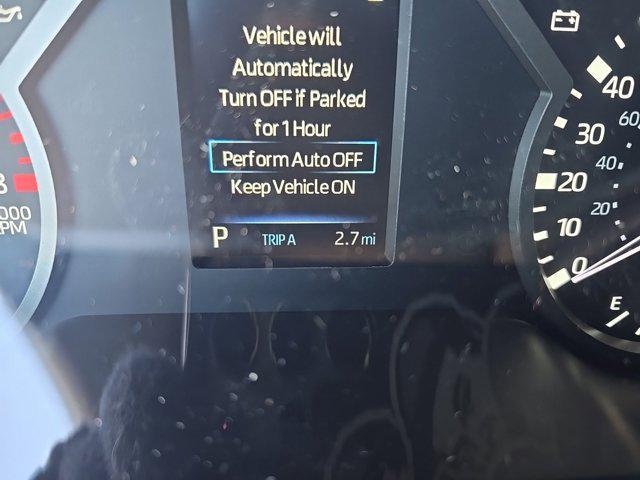 Vehicle will
Automatically
Turn OFF if Parked
for 1 Hour
Perform Auto OFF
Keep Vehicle ON
P TRIP A 2.7 mi
8
40
60
30
40
20
20
10
0
E